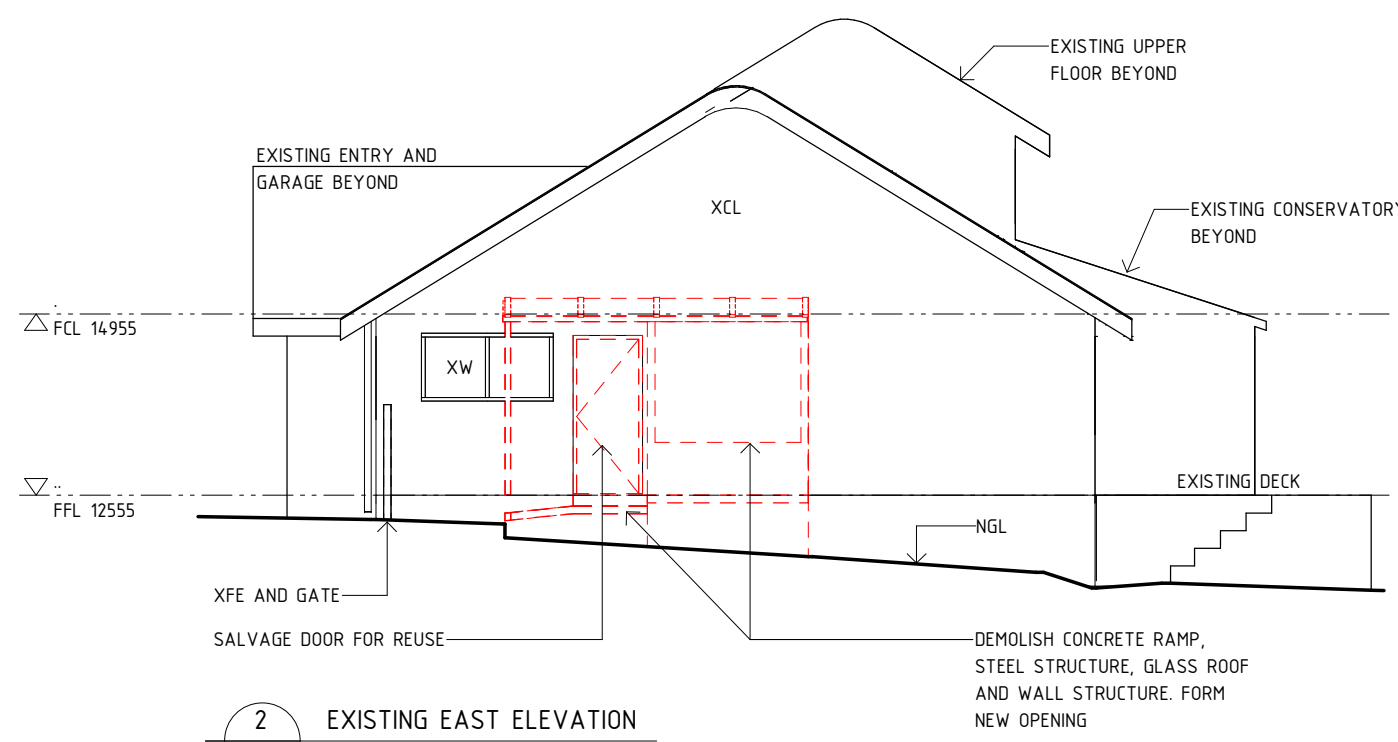 EXISTING UPPER
FLOOR BEYOND
EXISTING ENTRY AND
GARAGE BEYOND
XCL
EXISTING CONSERVATORY
BEYOND
FCL 14955
XW
EXISTING DECK
FFL 12555
NGL
XFE AND GATE
SALVAGE DOOR FOR REUSE
DEMOLISH CONCRETE RAMP,
STEEL STRUCTURE, GLASS ROOF
AND WALL STRUCTURE. FORM
NEW OPENING
2 EXISTING EAST ELEVATION